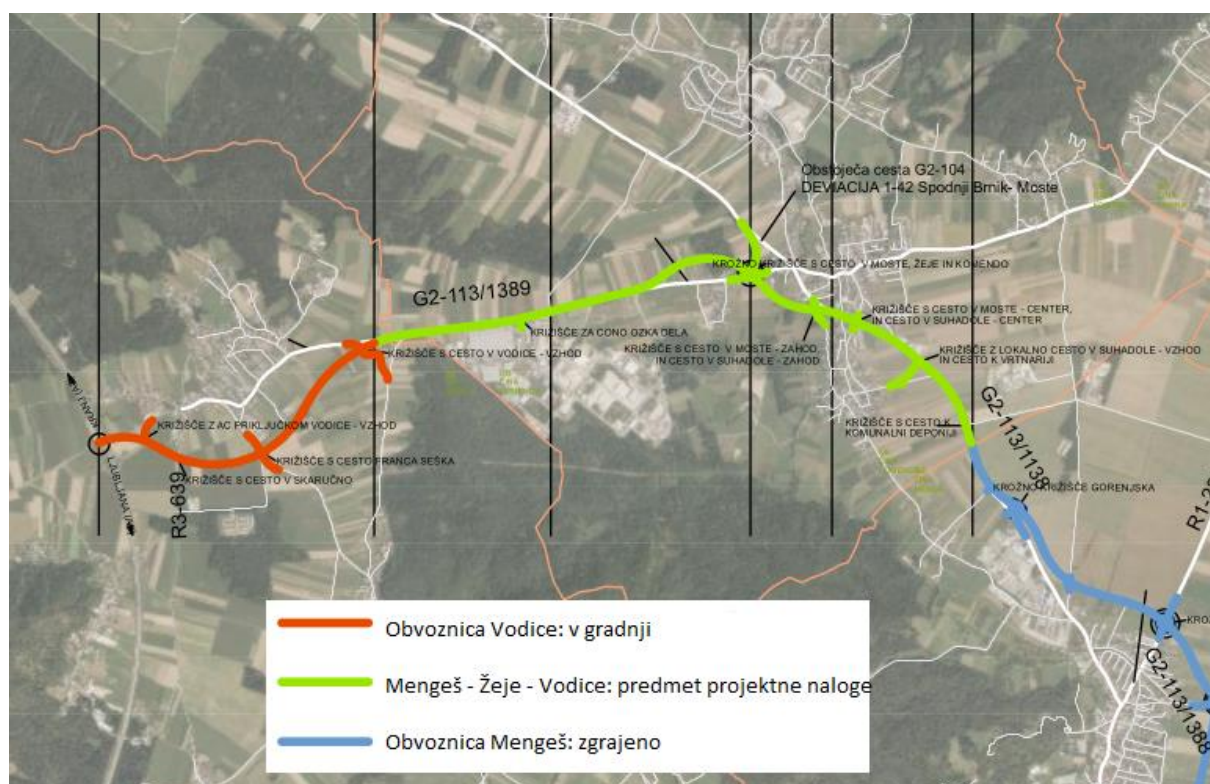 Obstoječa cesta G2-104
DEVIACIJA 1-42 Spodnji Brnik- Moste
KROŽNO KRIŽIŠČE S CESTO V MOSTE, ŽEJE IN KOMENDO
G2-113/1389
KRIŽIŠČE S CESTO V MOSTE - CENTER,
IN CESTO V SUHADOLE - CENTER
KRIŽIŠČE ZA CONO OZKA DELA
KRIŽIŠČE S CESTO V MOSTE - ZAHOD,
IN CESTO V SUHADOLE - ZAHOD
KRIŽIŠČE S CESTO V VODICE - VZHOD
KRIŽIŠČE Z LOKALNO CESTO V SUHADOLE - VZHOD
IN CESTO K VRTNARIJI
KRANJ
KRIŽIŠČE Z AC PRIKLJUČKOM VODICE - VZHOD
KRIŽIŠČE S CESTO K
KOMUNALNI DEPONIJI
G2-113/1138
LJUBLJANA
KRIŽIŠČE S CESTO FRANCA SEŠKA
KRIŽIŠČE S CESTO V SKARUČNO
R3-639
KROŽNO KRIŽIŠČE GORENJSKA
Obvoznica Vodice: v gradnji
Mengeš - Žeje - Vodice: predmet projektne naloge
G2-113/1388
Obvoznica Mengeš: zgrajeno